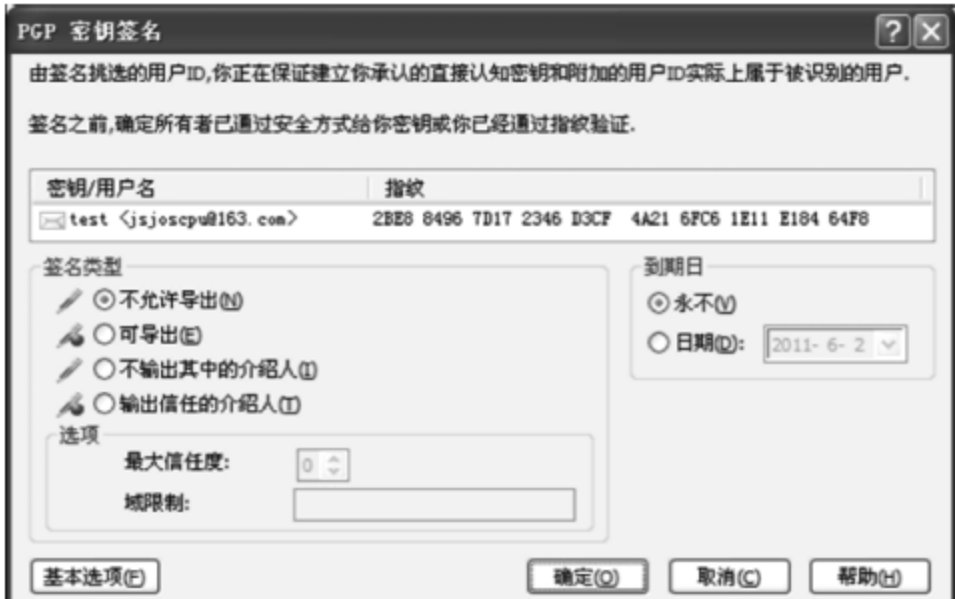 PGP 密钥签名
由签名挑选的用户ID,你正在保证建立你承认的直接认知密钥和附加的用户ID实际上属于被识别的用户.
签名之前,确定所有者已通过安全方式给你密钥或你已经通过指纹验证.
密钥/用户名 指纹
test <jsjoscpu@163.com> 2BE8 8496 7D17 2346 D3CF 4A21 6FC6 1E11 E184 64F8
签名类型 到期日
不允许导出(N) 永不(V)
可导出(E) 日期(D): 2011- 6- 2
不输出其中的介绍人(I)
输出信任的介绍人(T)
选项
最大信任度: 0
域限制:
基本选项(F) 确定(O) 取消(C) 帮助(H)